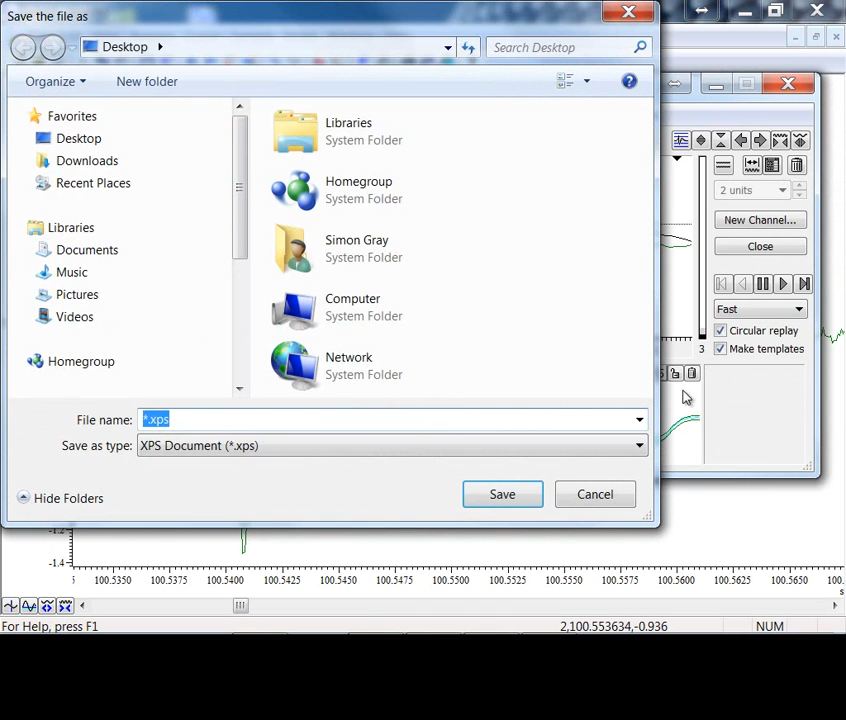 Save the file as
Desktop
Search Desktop
Organize
New folder
Favorites
Desktop
Downloads
Recent Places
Libraries
Documents
Music
Pictures
Videos
Homegroup
Libraries
System Folder
Homegroup
System Folder
Simon Gray
System Folder
Computer
System Folder
Network
System Folder
File name: *.xps
Save as type: XPS Document (*.xps)
Hide Folders
Save
Cancel
2 units
New Channel...
Close
Fast
Circular replay
Make templates
3
-1.2
-1.4
100.5350 100.5375 100.5400 100.5425 100.5450 100.5475 100.5500 100.5525 100.5550 100.5575 100.5600 100.5625 100.5650 100.
s
For Help, press F1
2,100.553634,-0.936
NUM